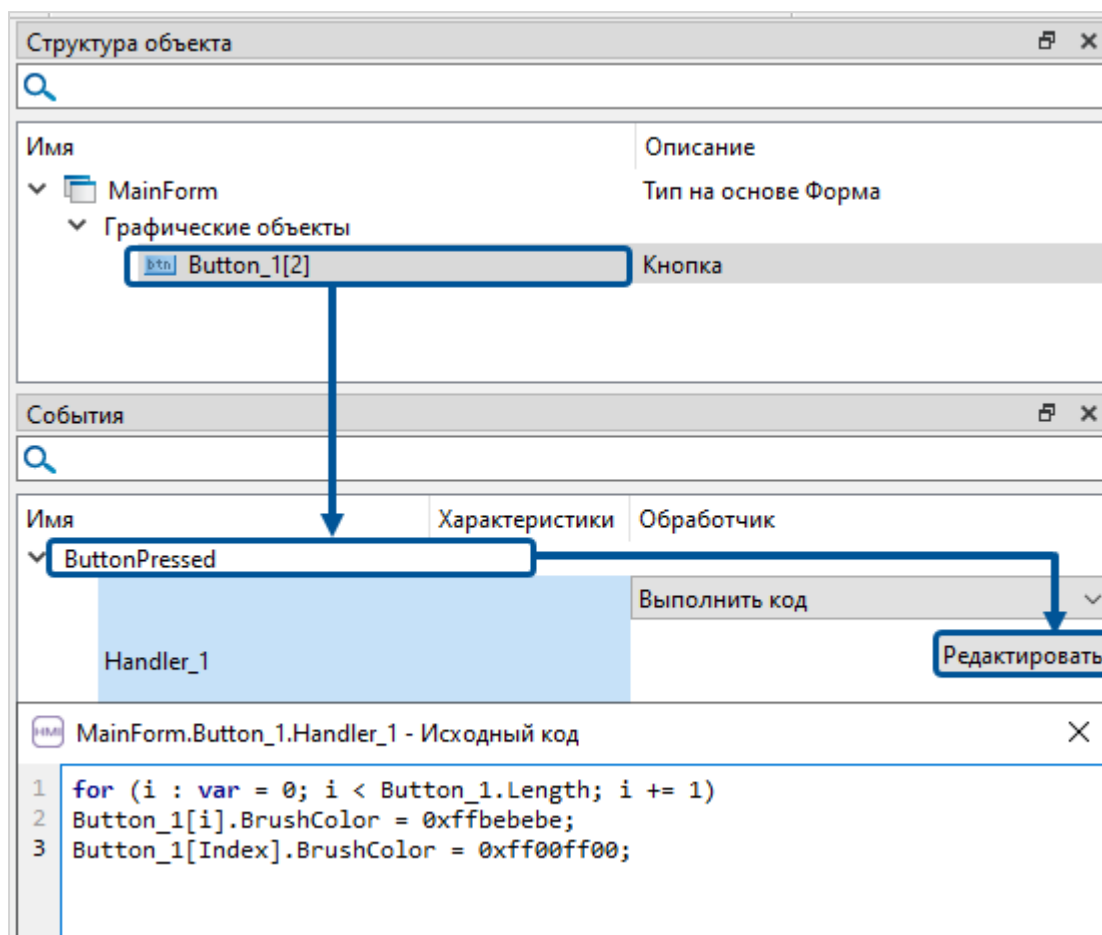 Структура объекта
Имя Описание
MainForm Тип на основе Форма
Графические объекты
btn Button_1[2] Кнопка
События
Имя Характеристики Обработчик
ButtonPressed
Выполнить код
Handler_1 Редактировать
HMI MainForm.Button_1.Handler_1 - Исходный код
1 for (i : var = 0; i < Button_1.Length; i += 1)
2 Button_1[i].BrushColor = 0xffbebebe;
3 Button_1[Index].BrushColor = 0xff00ff00;